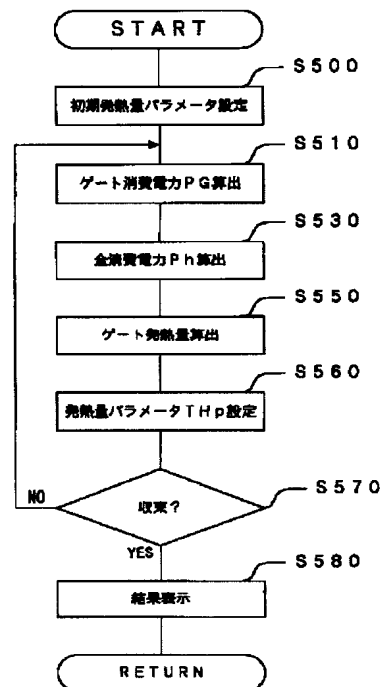 START
S500
初期発熱量パラメータ設定
S510
ゲート消費電力PG算出
S530
全消費電力Ph算出
S550
ゲート発熱量算出
S560
発熱量パラメータTHp設定
S570
収束?
NO
YES
S580
結果表示
RETURN